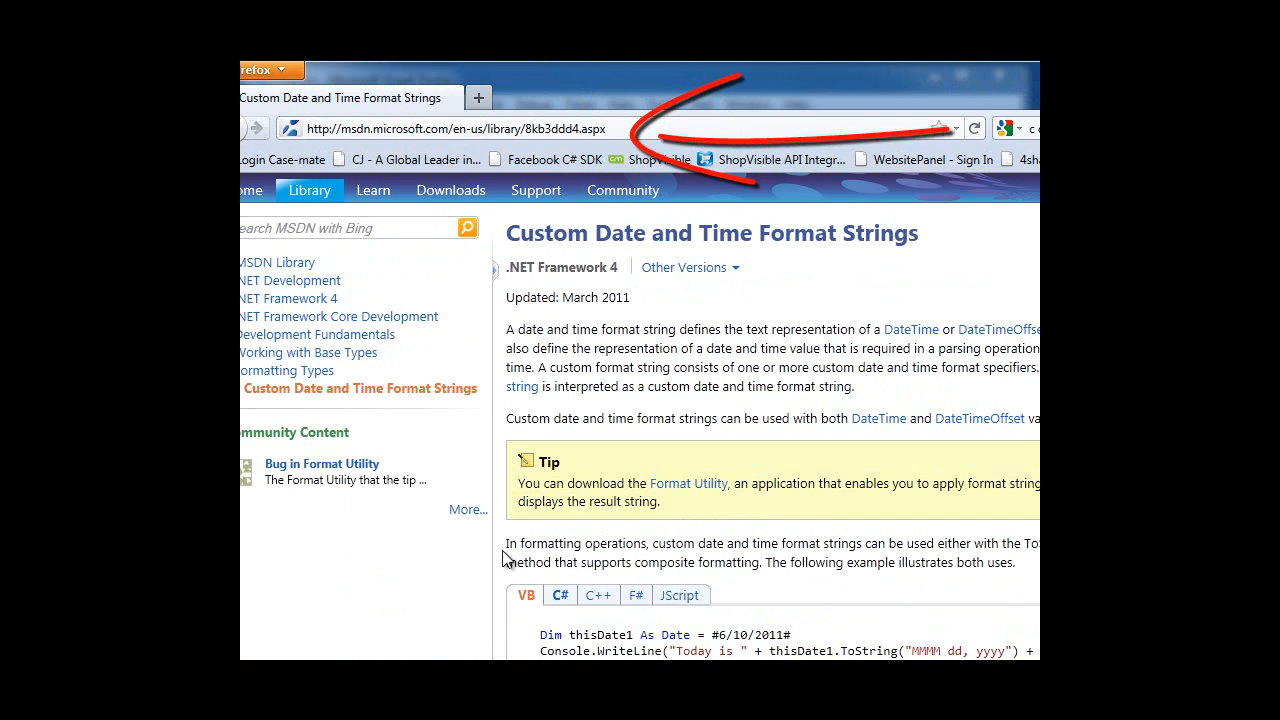 refox
Custom Date and Time Format Strings
http://msdn.microsoft.com/en-us/library/8kb3ddd4.aspx
c
ogin Case-mate CJ - A Global Leader in... Facebook C# SDK cm ShopVisible ShopVisible API Integr... WebsitePanel - Sign In 4sha
ome Library Learn Downloads Support Community
earch MSDN with Bing
MSDN Library
NET Development
NET Framework 4
NET Framework Core Development
Development Fundamentals
Working with Base Types
ormatting Types
Custom Date and Time Format Strings
mmunity Content
Bug in Format Utility
The Format Utility that the tip ...
More...
Custom Date and Time Format Strings
.NET Framework 4 Other Versions
Updated: March 2011
A date and time format string defines the text representation of a DateTime or DateTimeOffse
also define the representation of a date and time value that is required in a parsing operation
time. A custom format string consists of one or more custom date and time format specifiers.
string is interpreted as a custom date and time format string.
Custom date and time format strings can be used with both DateTime and DateTimeOffset va
Tip
You can download the Format Utility, an application that enables you to apply format string
displays the result string.
In formatting operations, custom date and time format strings can be used either with the ToS
method that supports composite formatting. The following example illustrates both uses.
VB C# C++ F# JScript
Dim thisDate1 As Date = #6/10/2011#
Console.WriteLine("Today is " + thisDate1.ToString("MMMM dd, yyyy") +